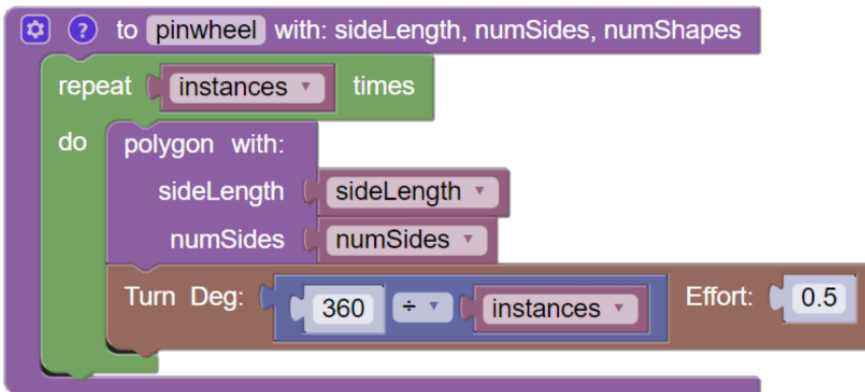 ? to pinwheel with: sideLength, numSides, numShapes
repeat instances times
do polygon with:
sideLength sideLength
numSides numSides
Turn Deg: 360 ÷ instances Effort: 0.5